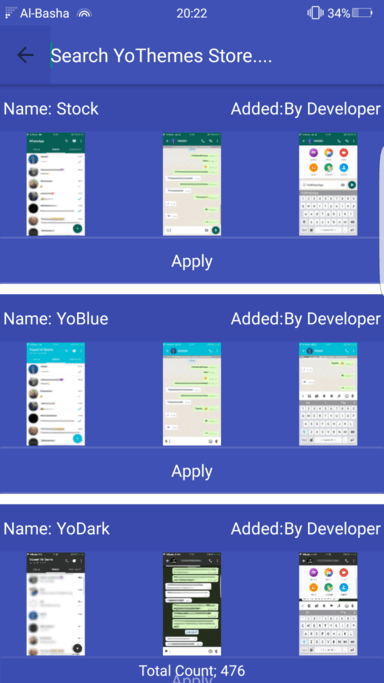 Al-Basha 20:22 34%
Search YoThemes Store....
Name: Stock Added:By Developer
Apply
Name: YoBlue Added:By Developer
Apply
Name: YoDark Added:By Developer
Total Count; 476
Apply